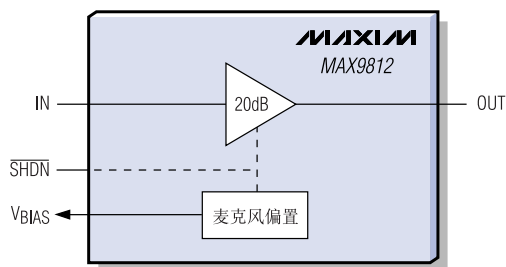 MAXIM
MAX9812
IN
20dB
OUT
SHDN
VBIAS
麦克风偏置